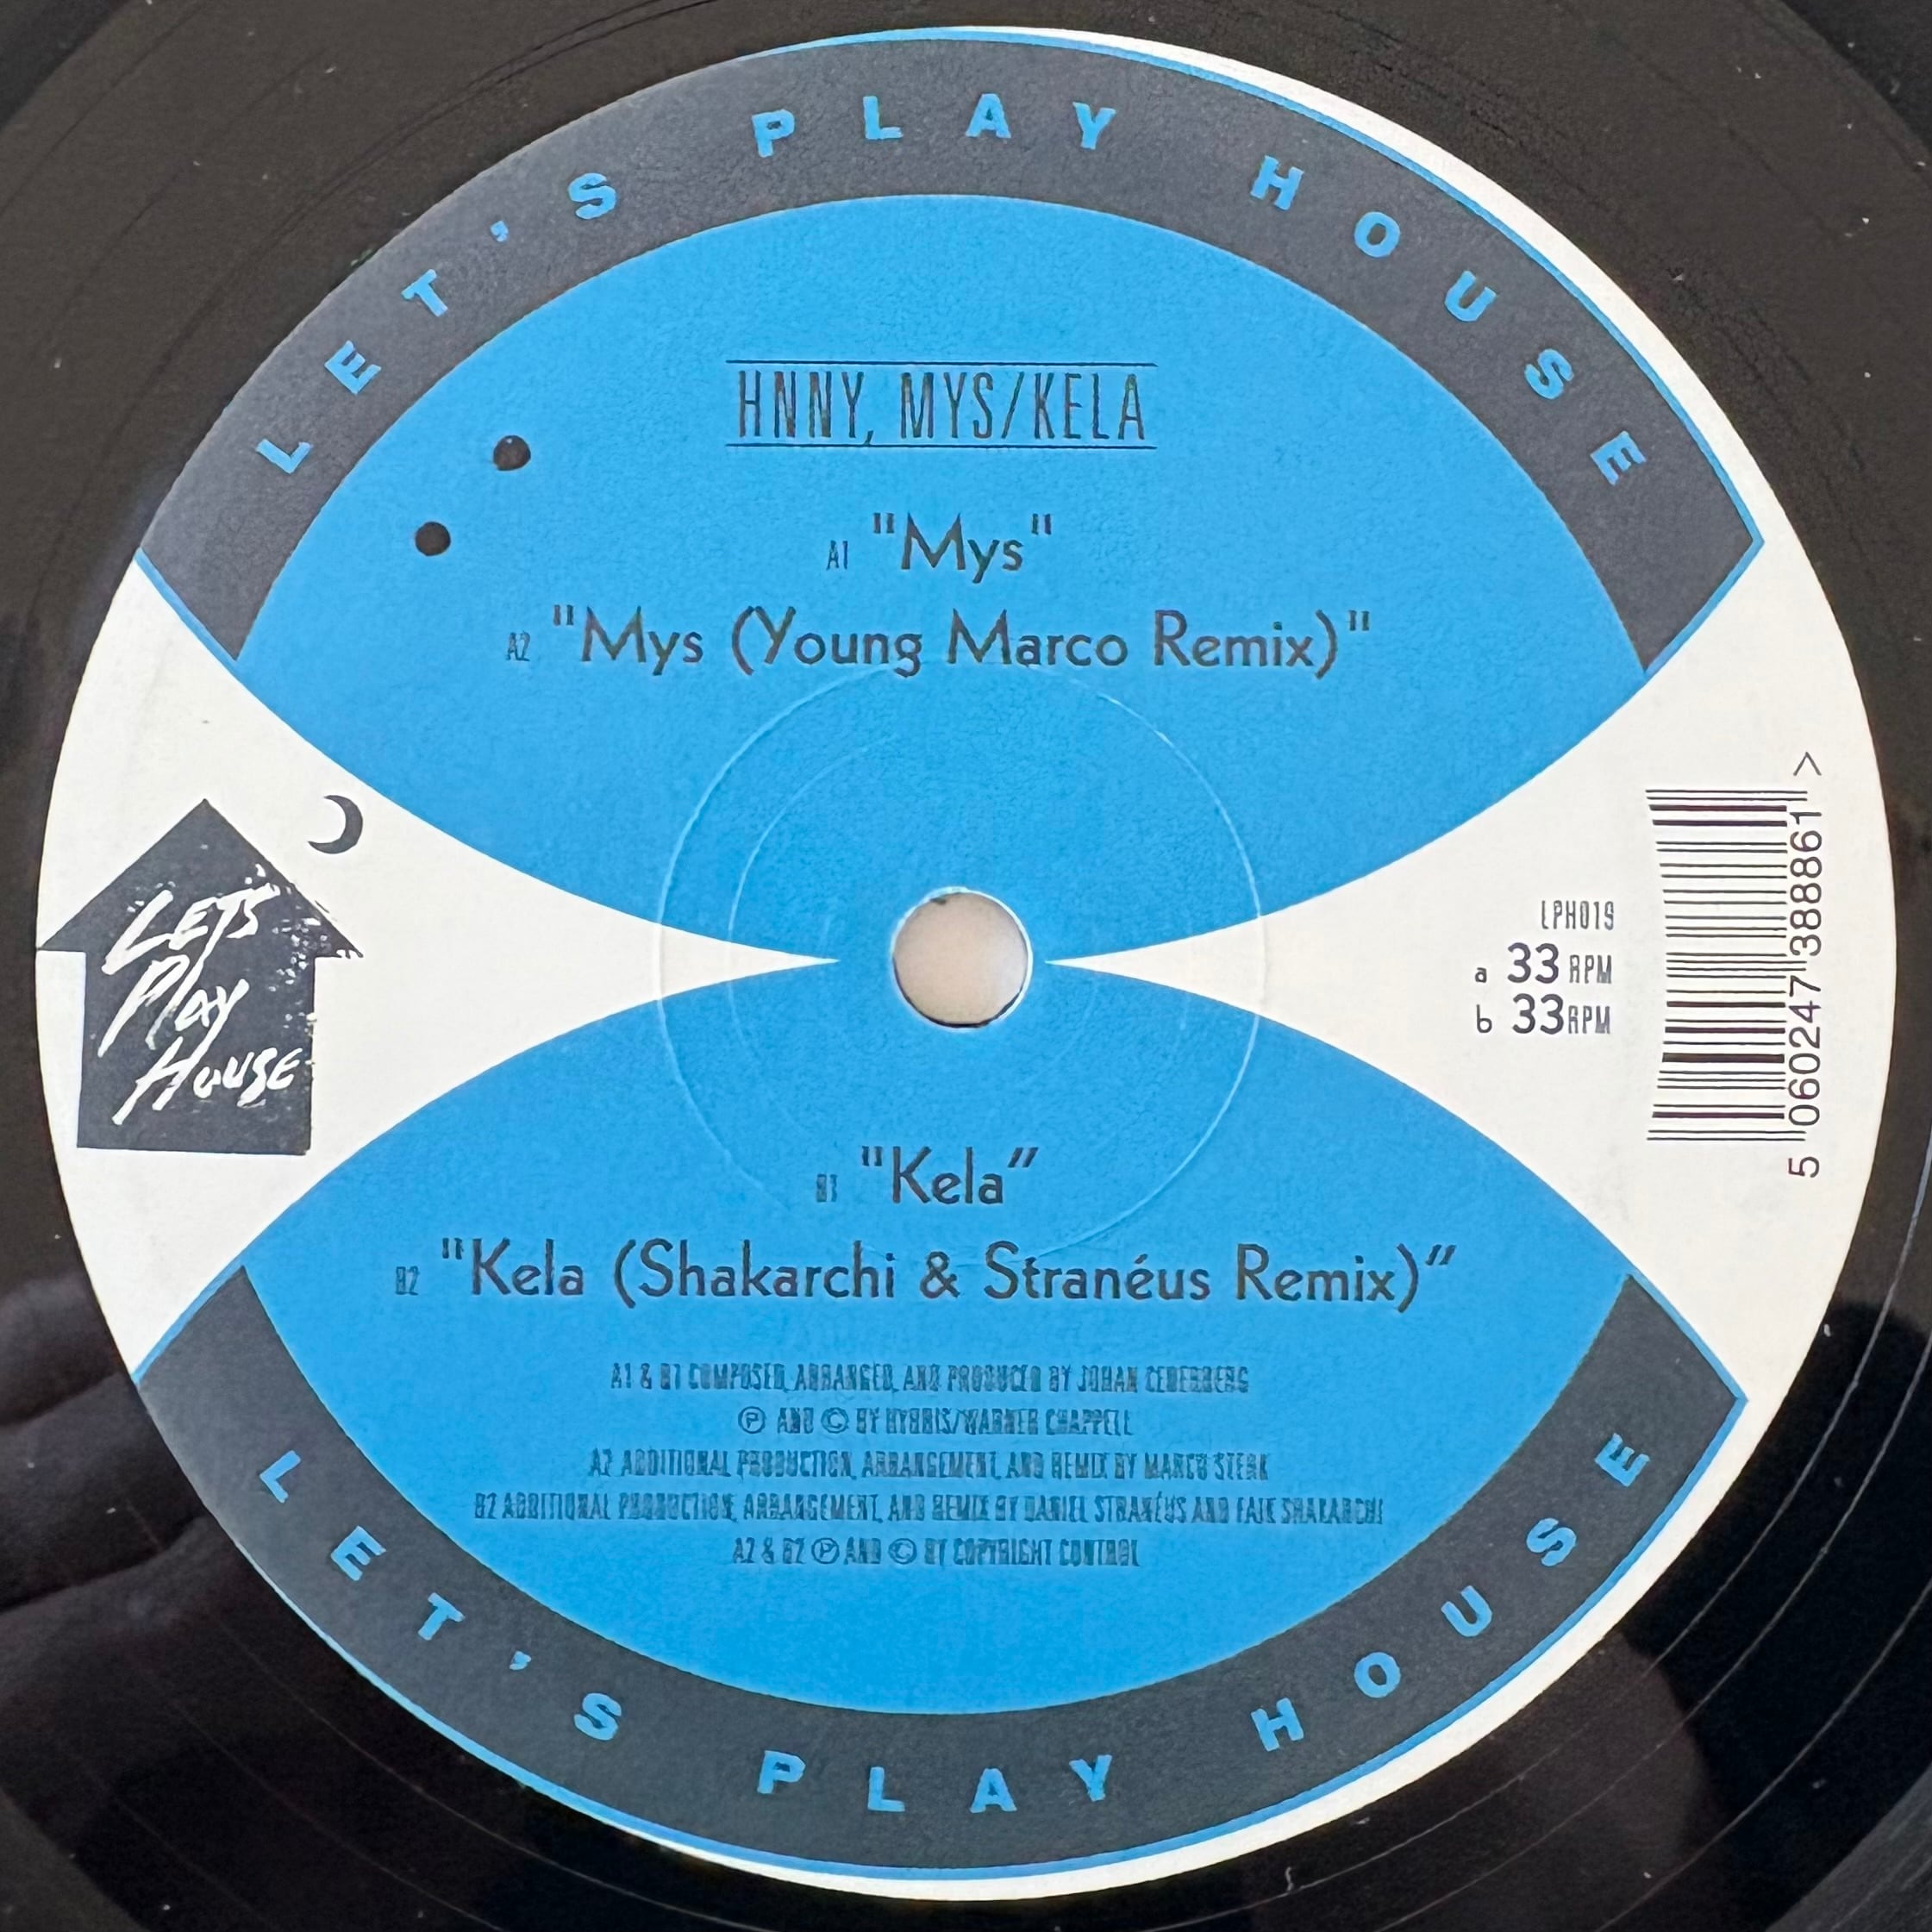 LET'S PLAY HOUSE
HNNY, MYS/KELA
A1 "Mys"
A2 "Mys (Young Marco Remix)"
LETS
Play
House
LPH019
a 33 RPM
b 33 RPM
5 060247 388861 >
B1 "Kela"
B2 "Kela (Shakarchi & Stranéus Remix)"
A1 & B1 COMPOSED, ARRANGED, AND PRODUCED BY JOHAN CEDERBERG
Ⓟ AND © BY HYBRIS/WARNER CHAPPELL
A2 ADDITIONAL PRODUCTION, ARRANGEMENT, AND REMIX BY MARCO STERK
B2 ADDITIONAL PRODUCTION, ARRANGEMENT, AND REMIX BY DANIEL STRANÉUS AND FAIK SHAKARCHI
A2 & B2 Ⓟ AND © BY COPYRIGHT CONTROL
LET'S PLAY HOUSE